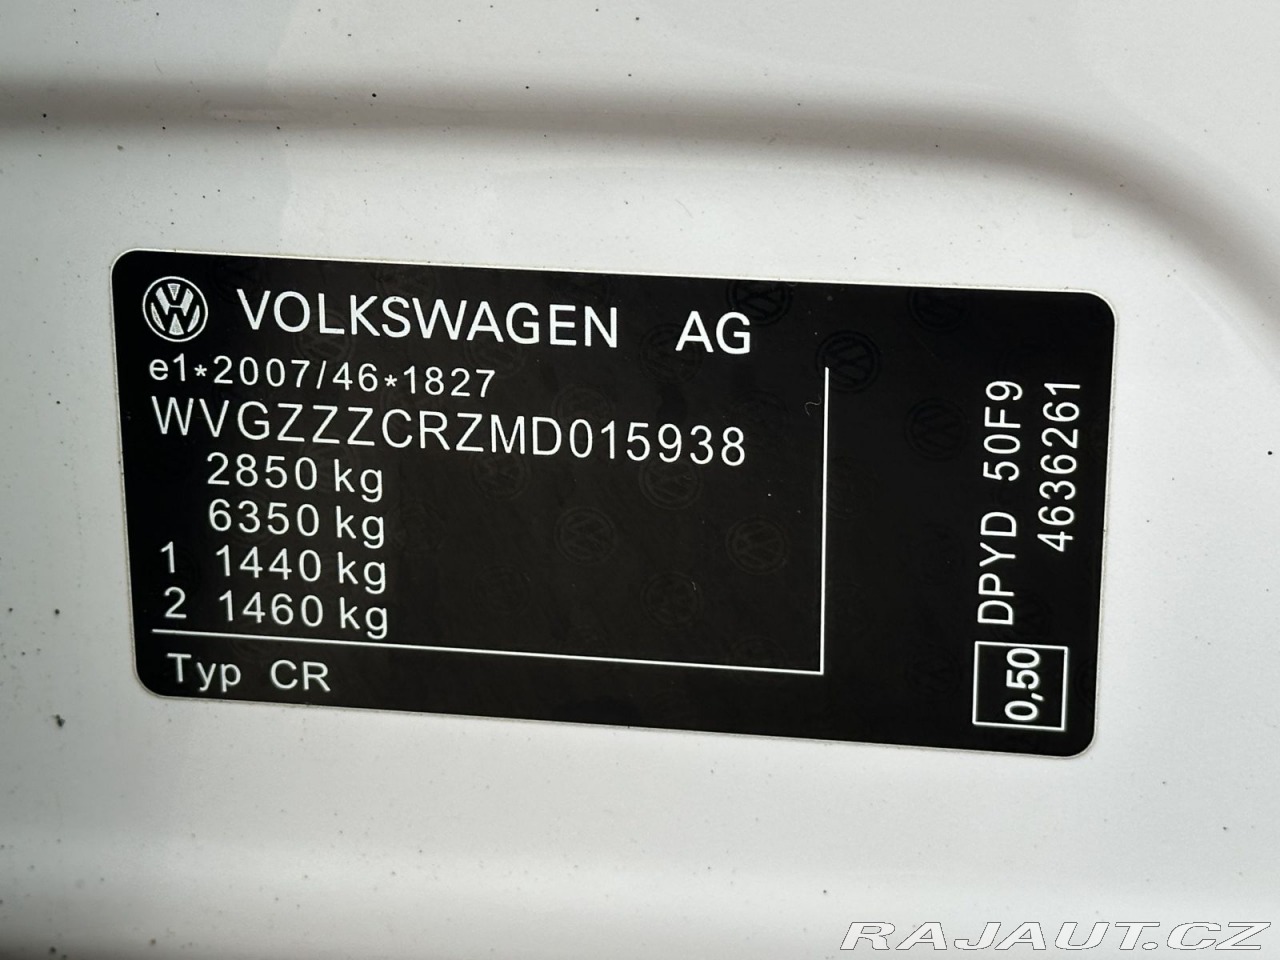 VOLKSWAGEN AG
e1*2007/46*1827
WVGZZZCRZMD015938
2850 kg
6350 kg
1 1440 kg
2 1460 kg
Typ CR
0,50 DPYD 50F9
4636261
RAJAUT.CZ